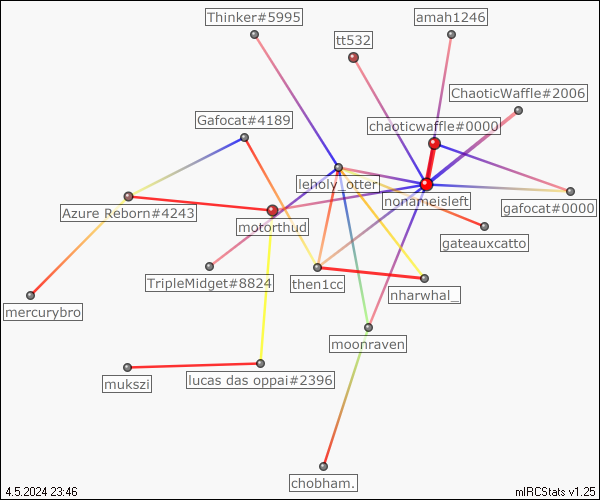 Thinker#5995
amah1246
tt532
ChaoticWaffle#2006
Gafocat#4189
chaoticwaffle#0000
leholy_otter
nonameisleft
gafocat#0000
Azure Reborn#4243
motorthud
gateauxcatto
TripleMidget#8824
then1cc
nharwhal_
mercurybro
moonraven
mukszi
lucas das oppai#2396
chobham.
4.5.2024 23:46
mIRCStats v1.25